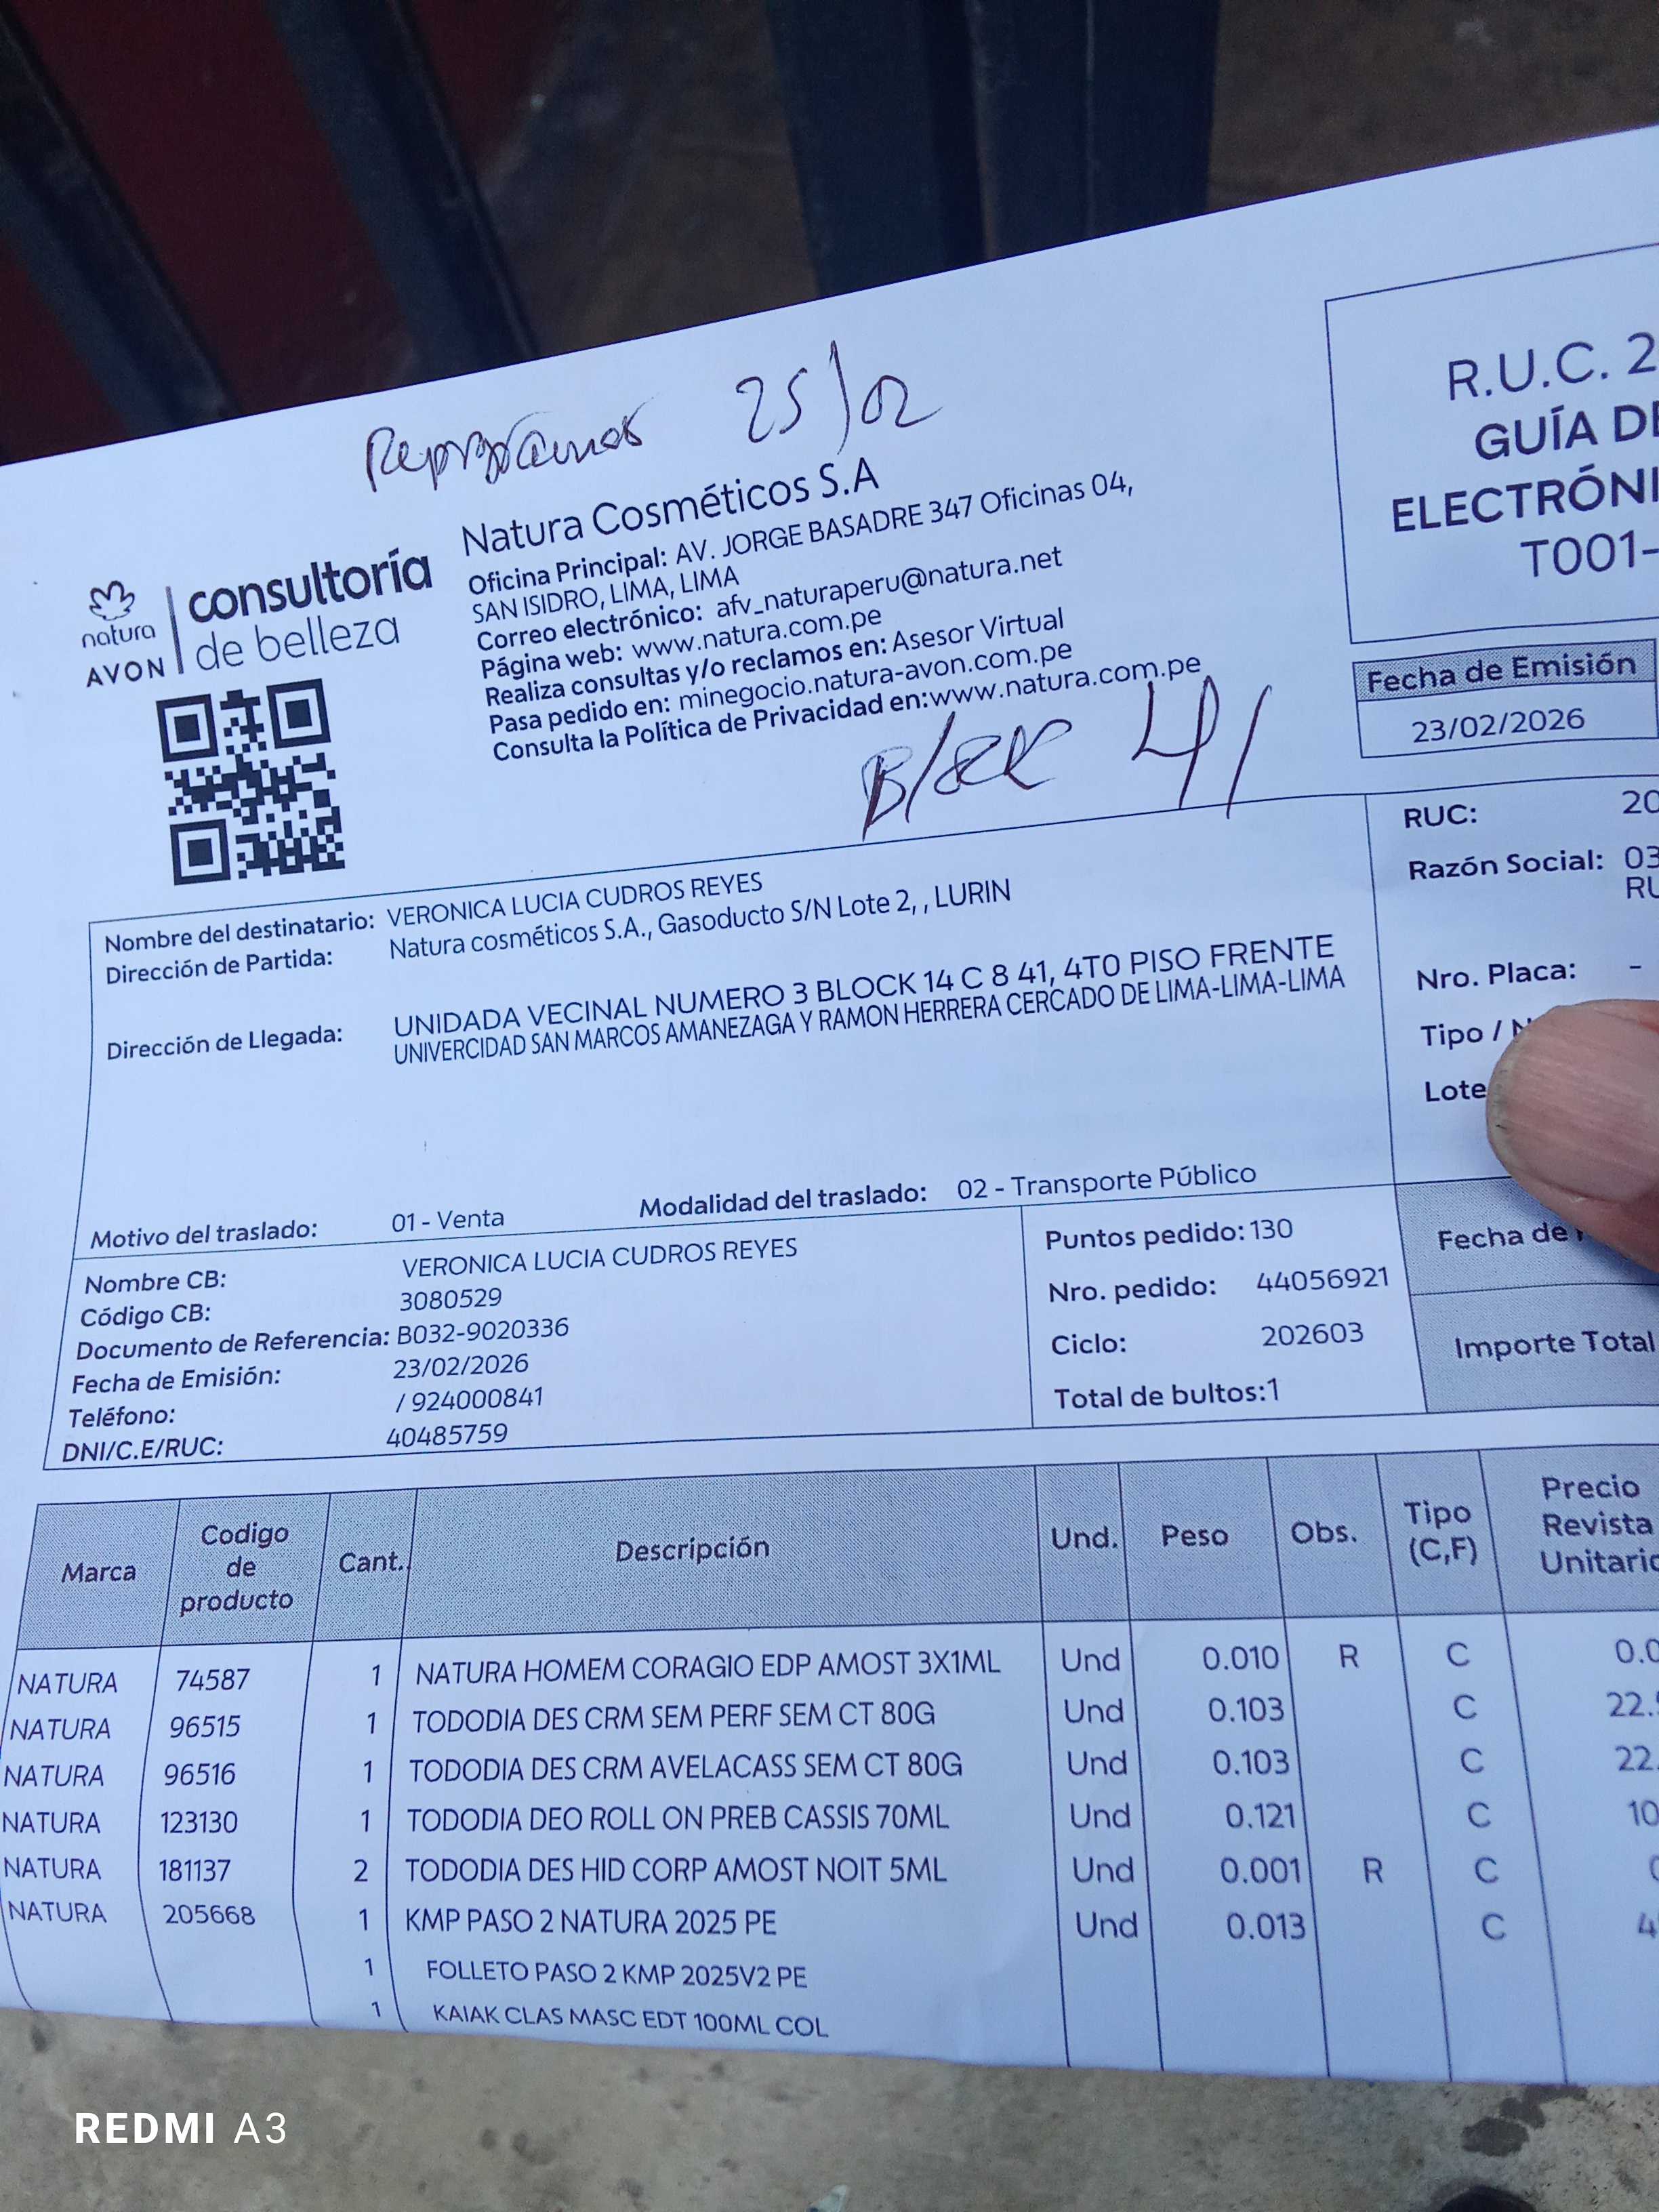 Reprogramos 25/02
natura
AVON
consultoría
de belleza
Natura Cosméticos S.A
Oficina Principal: AV. JORGE BASADRE 347 Oficinas 04,
SAN ISIDRO, LIMA, LIMA
Correo electrónico: afv_naturaperu@natura.net
Página web: www.natura.com.pe
Realiza consultas y/o reclamos en: Asesor Virtual
Pasa pedido en: minegocio.natura-avon.com.pe
Consulta la Política de Privacidad en:www.natura.com.pe
Block 41
R.U.C. 2
GUÍA DE
ELECTRÓNI
T001-
Fecha de Emisión
23/02/2026
Nombre del destinatario: VERONICA LUCIA CUDROS REYES
Dirección de Partida: Natura cosméticos S.A., Gasoducto S/N Lote 2, , LURIN
Dirección de Llegada: UNIDADA VECINAL NUMERO 3 BLOCK 14 C 8 41, 4T0 PISO FRENTE
UNIVERCIDAD SAN MARCOS AMANEZAGA Y RAMON HERRERA CERCADO DE LIMA-LIMA-LIMA
Motivo del traslado: 01 - Venta Modalidad del traslado: 02 - Transporte Público
RUC: 20
Razón Social: 03
RU
Nro. Placa: -
Tipo / N
Lote
Nombre CB: VERONICA LUCIA CUDROS REYES
Código CB: 3080529
Documento de Referencia: B032-9020336
Fecha de Emisión: 23/02/2026
Teléfono: / 924000841
DNI/C.E/RUC: 40485759
Puntos pedido: 130
Nro. pedido: 44056921
Ciclo: 202603
Total de bultos:1
Fecha de
Importe Total
Marca Codigo de producto Cant. Descripción Und. Peso Obs. Tipo (C,F) Precio Revista Unitario
NATURA 74587 1 NATURA HOMEM CORAGIO EDP AMOST 3X1ML Und 0.010 R C 0.0
NATURA 96515 1 TODODIA DES CRM SEM PERF SEM CT 80G Und 0.103 C 22.
NATURA 96516 1 TODODIA DES CRM AVELACASS SEM CT 80G Und 0.103 C 22.
NATURA 123130 1 TODODIA DEO ROLL ON PREB CASSIS 70ML Und 0.121 C 10
NATURA 181137 2 TODODIA DES HID CORP AMOST NOIT 5ML Und 0.001 R C
NATURA 205668 1 KMP PASO 2 NATURA 2025 PE Und 0.013 C 4
1 FOLLETO PASO 2 KMP 2025V2 PE
1 KAIAK CLAS MASC EDT 100ML COL
REDMI A3